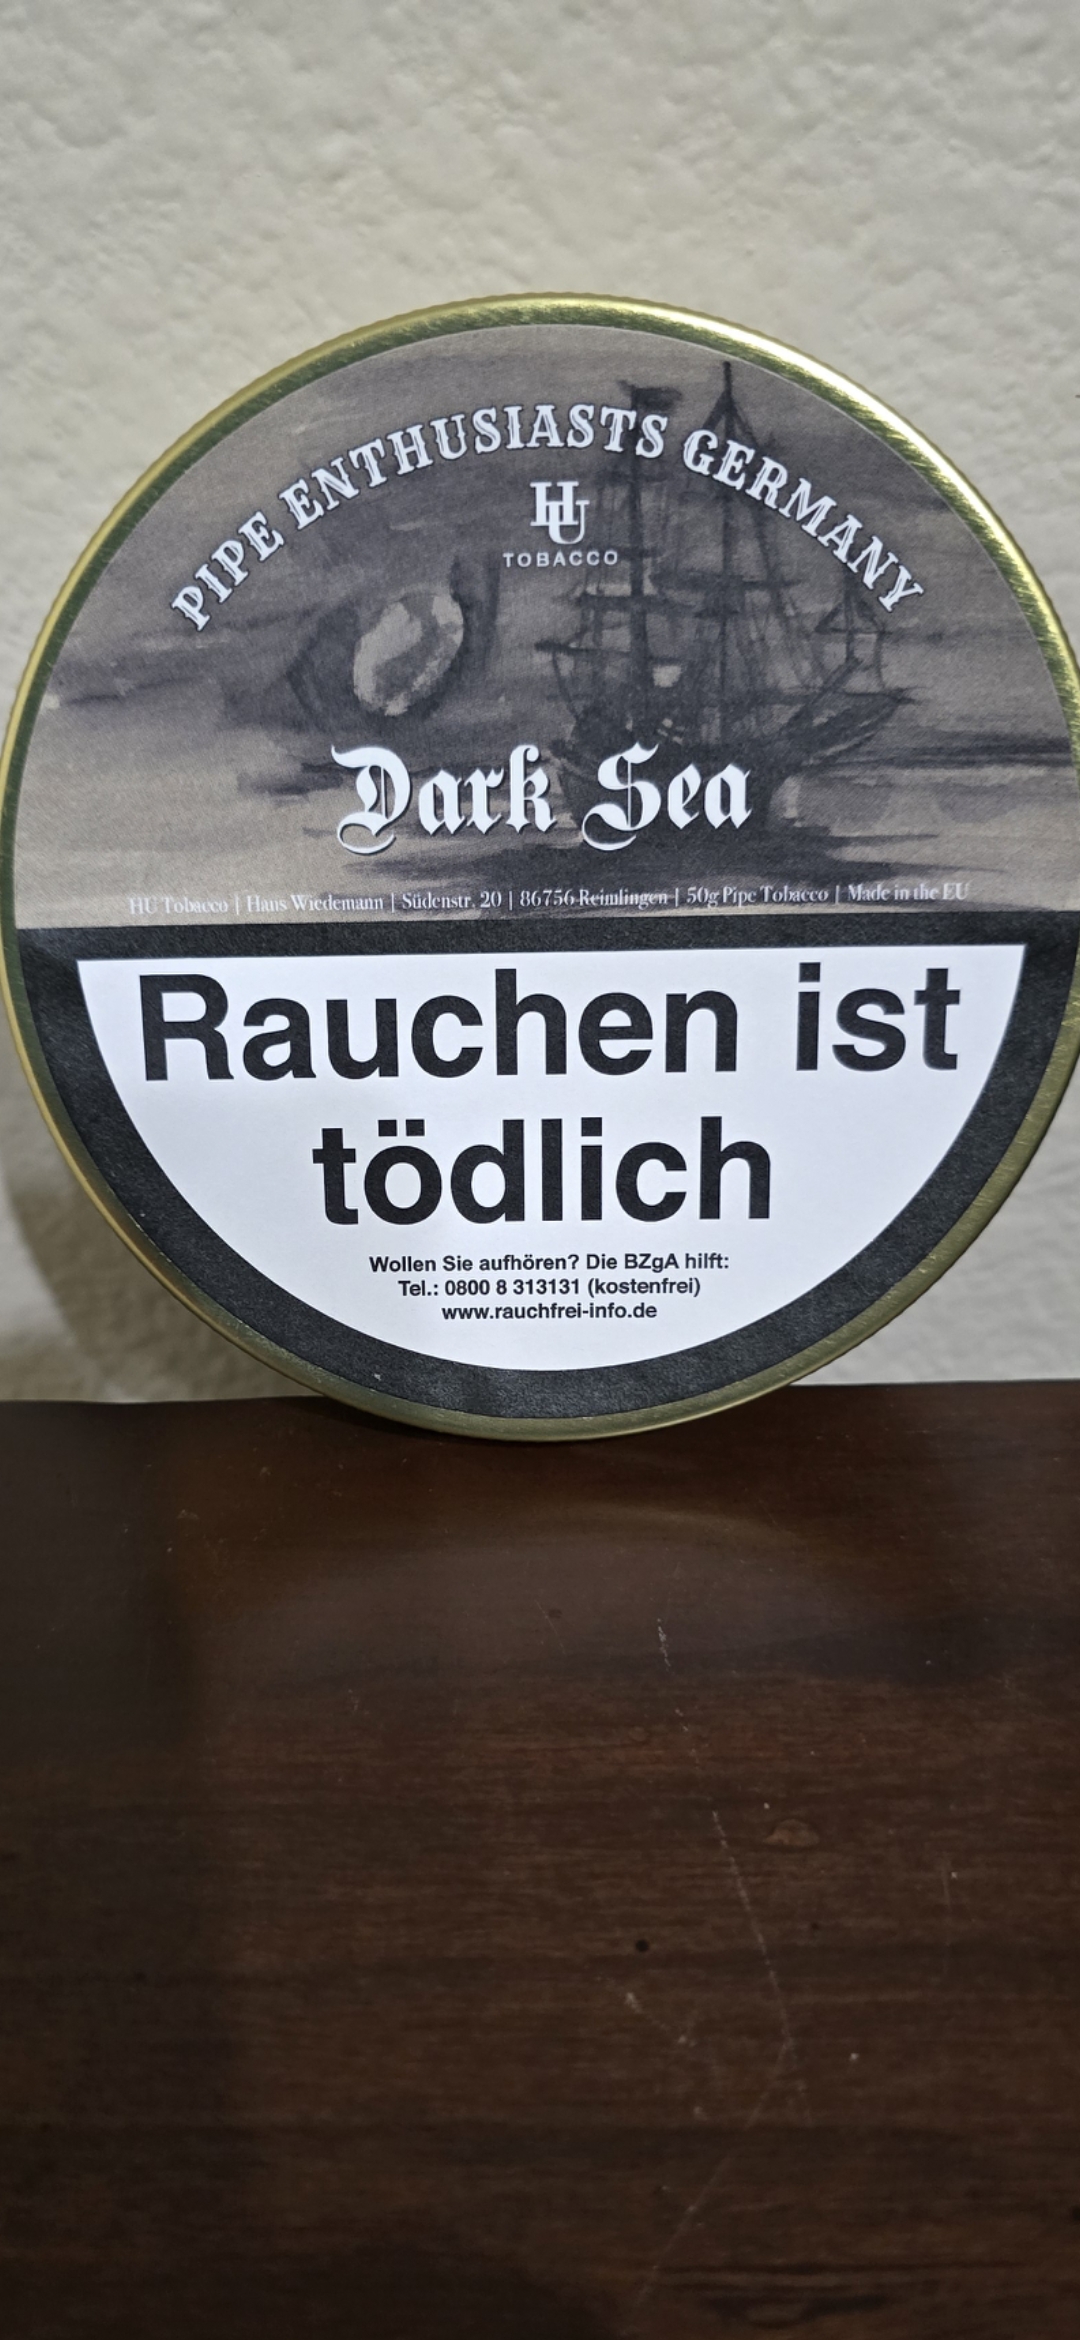 PIPE ENTHUSIASTS GERMANY
HU
TOBACCO
Dark Sea
HU Tobacco | Hans Wiedemann | Südenstr. 20 | 86756 Reimlingen | 50g Pipe Tobacco | Made in the EU
Rauchen ist
tödlich
Wollen Sie aufhören? Die BZgA hilft:
Tel.: 0800 8 313131 (kostenfrei)
www.rauchfrei-info.de